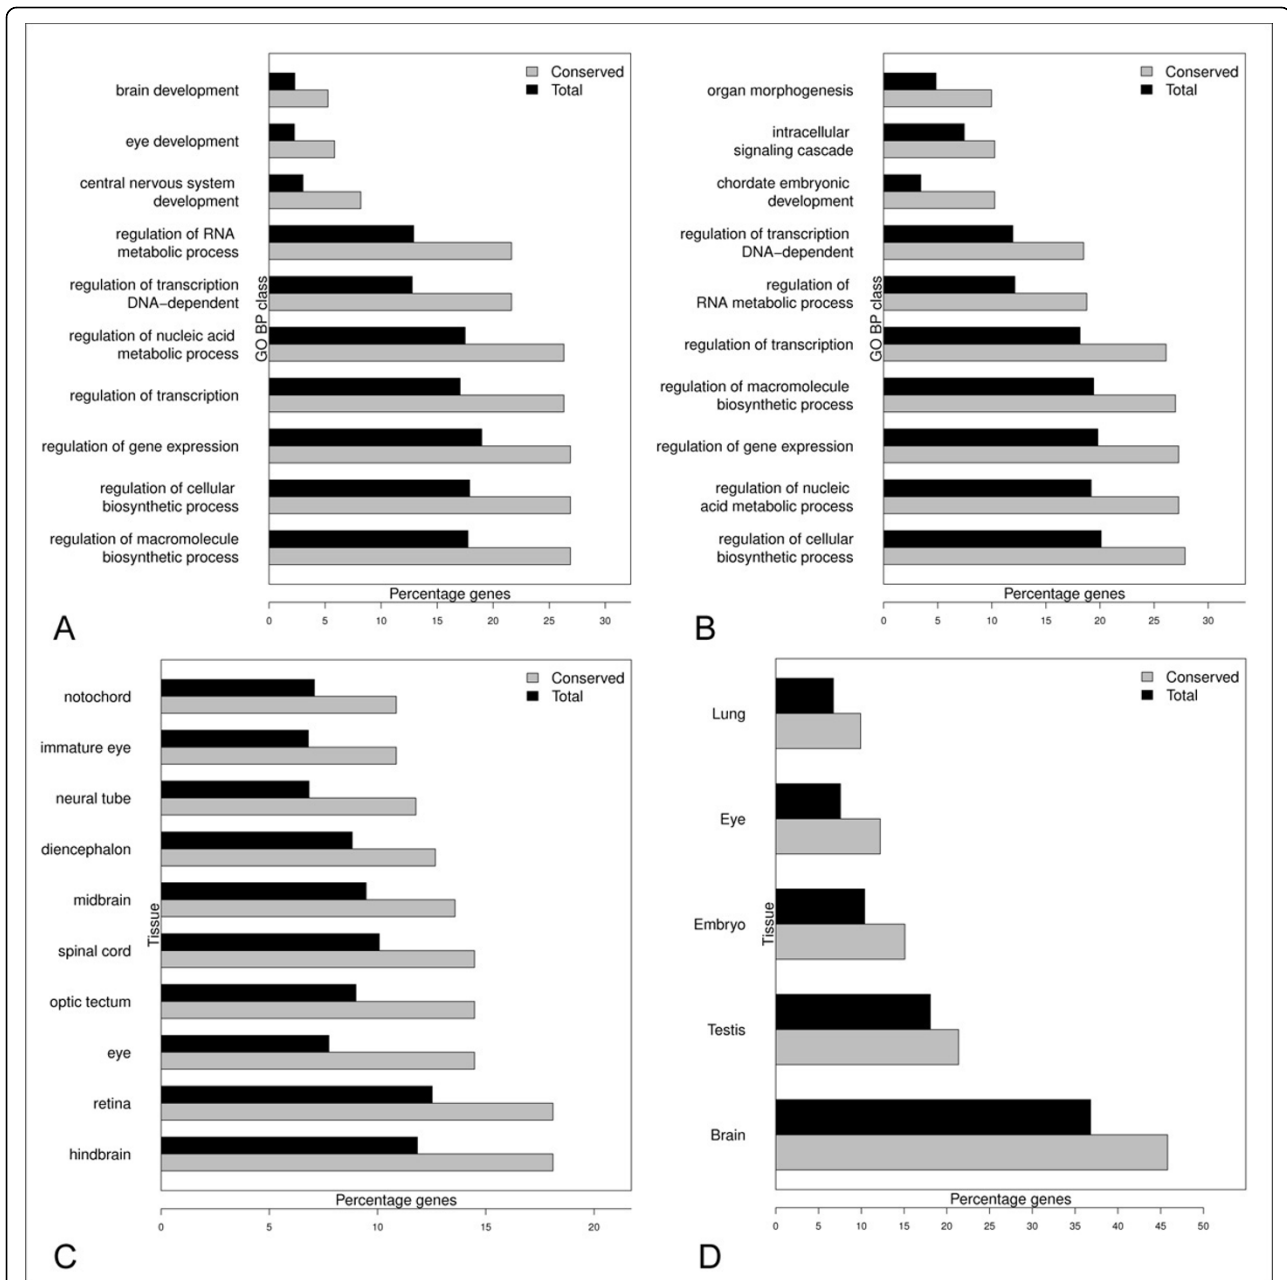 Conserved
Total
brain development
eye development
central nervous system
development
regulation of RNA
metabolic process
regulation of transcription
DNA−dependent
regulation of nucleic acid
metabolic process
regulation of transcription
regulation of gene expression
regulation of cellular
biosynthetic process
regulation of macromolecule
biosynthetic process
GO BP class
Percentage genes
0 5 10 15 20 25 30
A
Conserved
Total
organ morphogenesis
intracellular
signaling cascade
chordate embryonic
development
regulation of transcription
DNA−dependent
regulation of
RNA metabolic process
regulation of transcription
regulation of macromolecule
biosynthetic process
regulation of gene expression
regulation of nucleic
acid metabolic process
regulation of cellular
biosynthetic process
GO BP class
Percentage genes
0 5 10 15 20 25 30
B
Conserved
Total
notochord
immature eye
neural tube
diencephalon
midbrain
spinal cord
optic tectum
eye
retina
hindbrain
Tissue
Percentage genes
0 5 10 15 20
C
Conserved
Total
Lung
Eye
Embryo
Testis
Brain
Tissue
Percentage genes
0 5 10 15 20 25 30 35 40 45 50
D